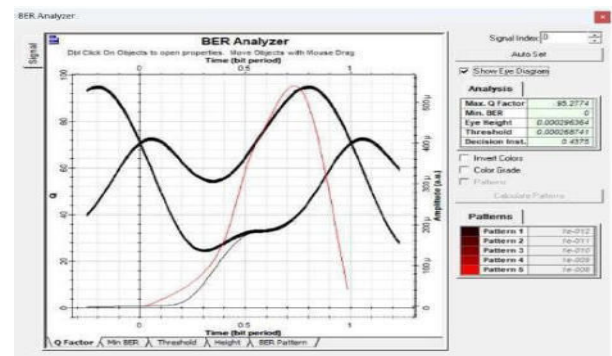 BER Analyzer
Signal
BER Analyzer
Dbl Click On Objects to open properties. Move Objects with Mouse Drag
Time (bit period)
0 0.5 1
Q
0 20 40 60 80 100
Amplitude (a.u.)
0 100 µ 200 µ 300 µ 400 µ 500 µ
0 0.5 1
Time (bit period)
Q Factor Min BER Threshold Height BER Pattern
Signal Index: 0
Auto Set
Show Eye Diagram
Analysis
Max. Q Factor 95.2774
Min. BER 0
Eye Height 0.000296364
Threshold 0.000268741
Decision Inst. 0.4375
Invert Colors
Color Grade
Patterns
Calculate Patterns
Patterns
Pattern 1 1e-012
Pattern 2 1e-011
Pattern 3 1e-010
Pattern 4 1e-009
Pattern 5 1e-008